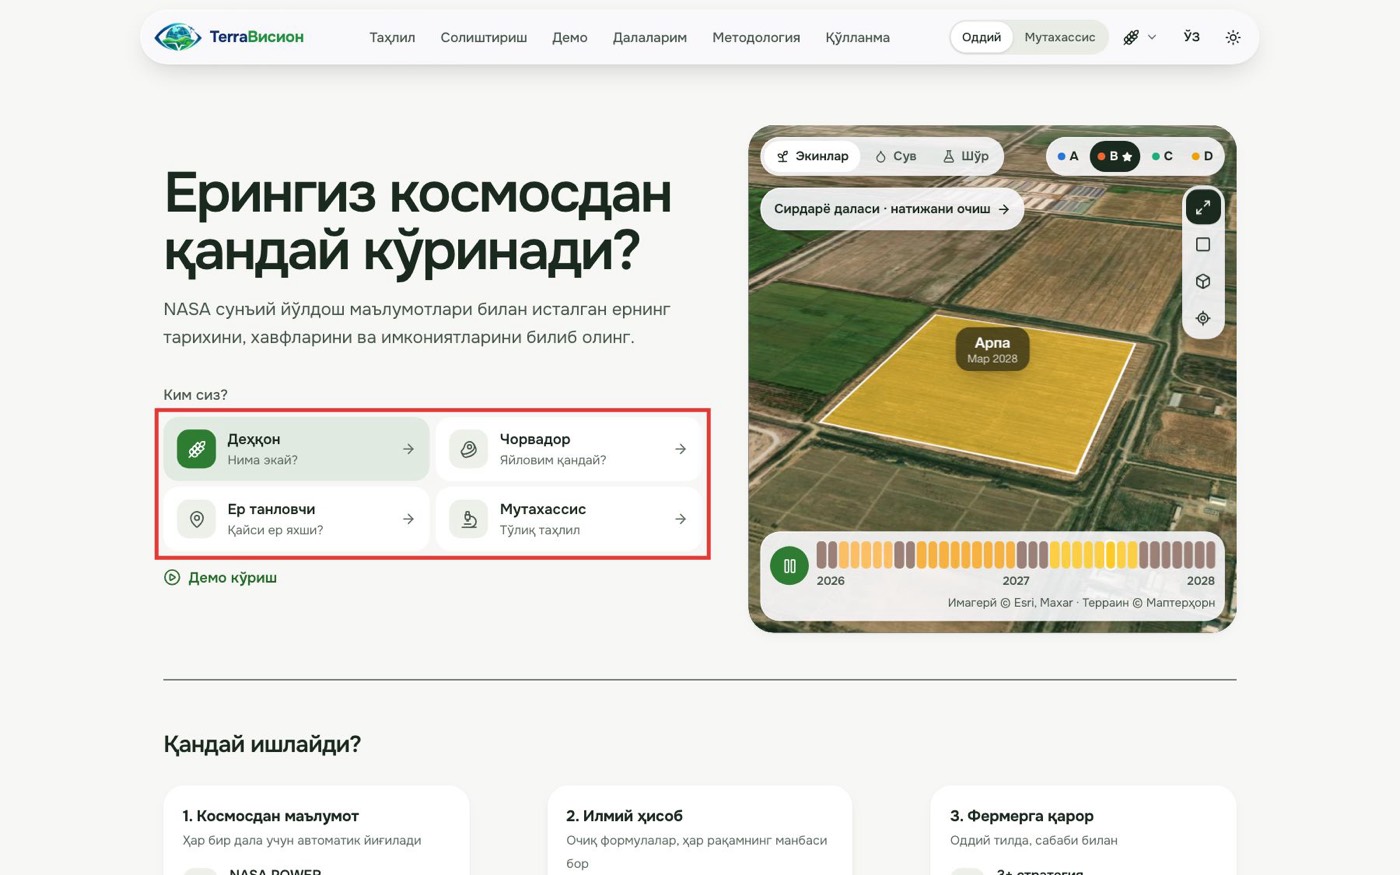 TerraВисион
Таҳлил
Солиштириш
Демо
Далаларим
Методология
Қўлланма
Оддий
Мутахассис
ЎЗ
Ерингиз космосдан
қандай кўринади?
NASA сунъий йўлдош маълумотлари билан исталган ернинг
тарихини, хавфларини ва имкониятларини билиб олинг.
Ким сиз?
Деҳқон
Нима экай?
Чорвадор
Яйловим қандай?
Ер танловчи
Қайси ер яхши?
Мутахассис
Тўлиқ таҳлил
Демо кўриш
Экинлар
Сув
Шўр
A
B
C
D
Сирдарё даласи · натижани очиш
Арпа
Мар 2028
2026
2027
2028
Имагерй © Esri, Maxar · Терраин © Маптерҳорн
Қандай ишлайди?
1. Космосдан маълумот
Ҳар бир дала учун автоматик йиғилади
NASA POWER
2. Илмий ҳисоб
Очиқ формулалар, ҳар рақамнинг манбаси
бор
3. Фермерга қарор
Оддий тилда, сабаби билан
3+ стратегия